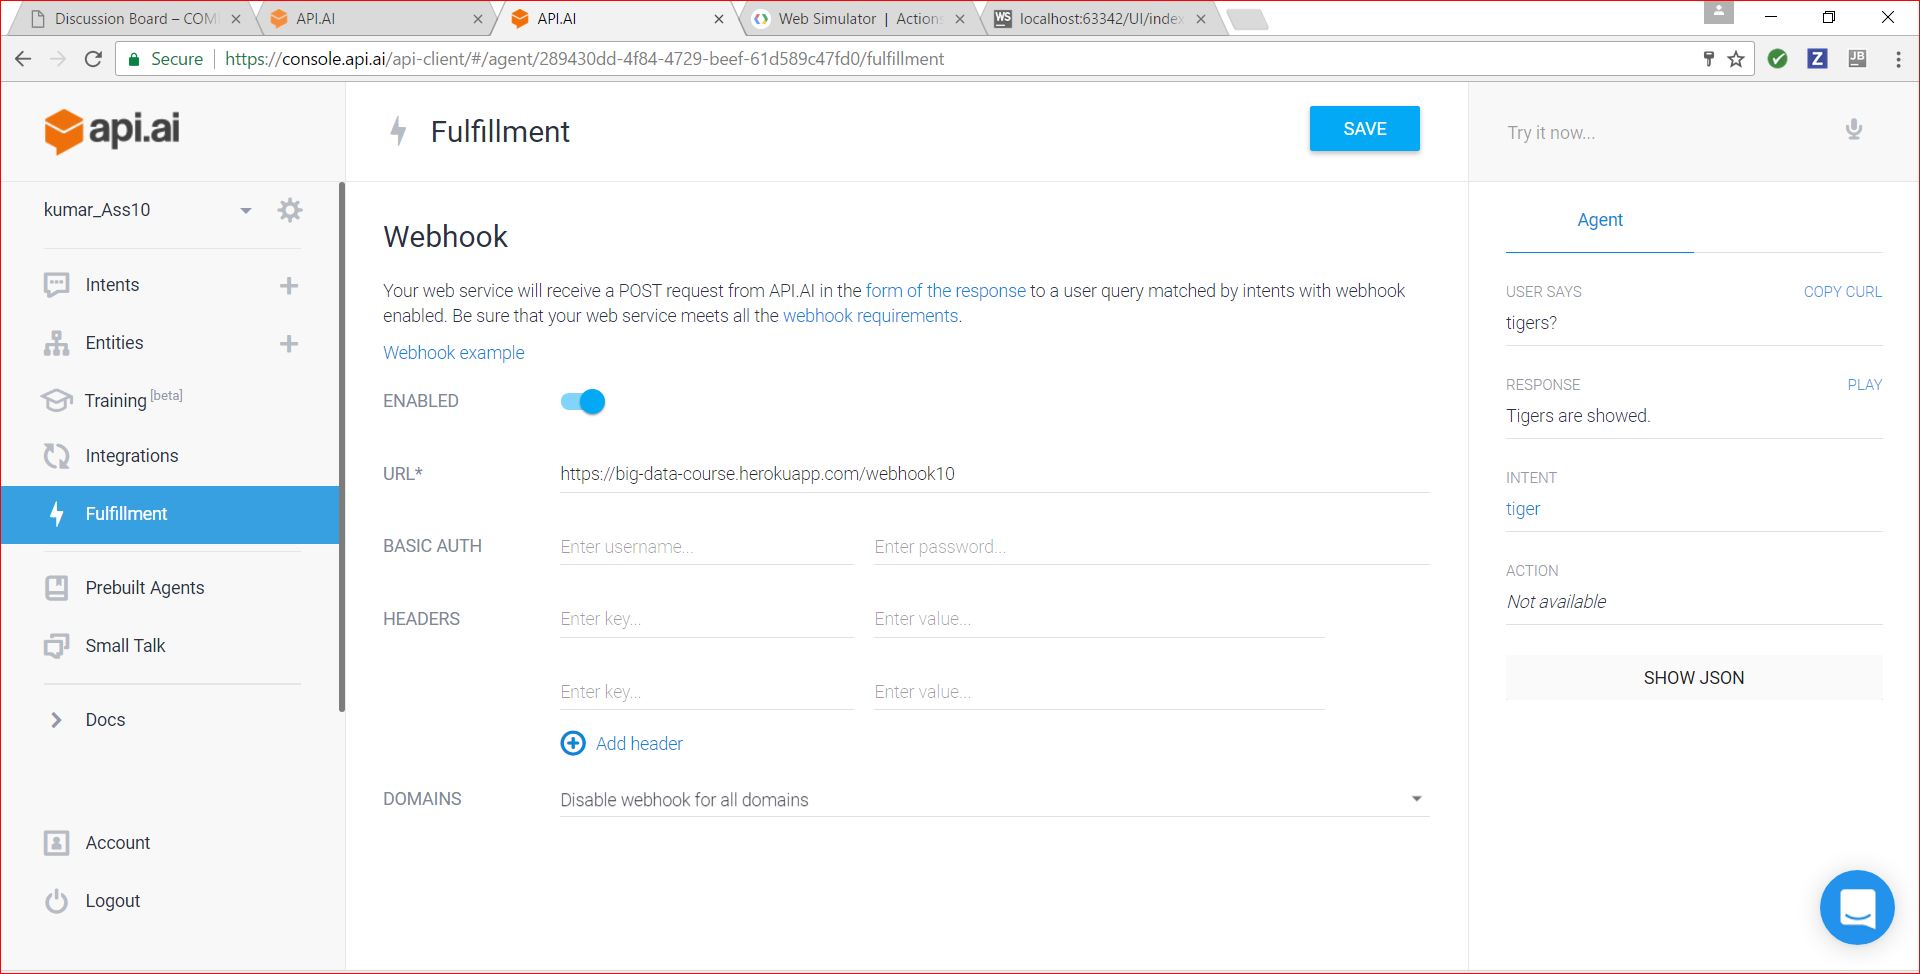 Discussion Board – COM
API.AI
API.AI
Web Simulator | Actions
WS localhost:63342/UI/index
Secure https://console.api.ai/api-client/#/agent/289430dd-4f84-4729-beef-61d589c47fd0/fulfillment
Z
JB
api.ai
Fulfillment
SAVE
Try it now...
kumar_Ass10
Intents
Entities
Training [beta]
Integrations
Fulfillment
Prebuilt Agents
Small Talk
Docs
Account
Logout
Webhook
Your web service will receive a POST request from API.AI in the form of the response to a user query matched by intents with webhook
enabled. Be sure that your web service meets all the webhook requirements.
Webhook example
ENABLED
URL* https://big-data-course.herokuapp.com/webhook10
BASIC AUTH Enter username... Enter password...
HEADERS Enter key... Enter value...
Enter key... Enter value...
Add header
DOMAINS Disable webhook for all domains
Agent
USER SAYS COPY CURL
tigers?
RESPONSE PLAY
Tigers are showed.
INTENT
tiger
ACTION
Not available
SHOW JSON